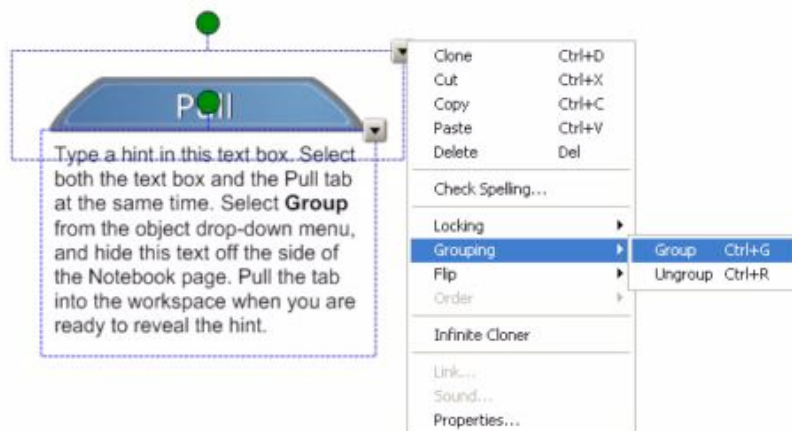 Pull
Type a hint in this text box. Select
both the text box and the Pull tab
at the same time. Select Group
from the object drop-down menu,
and hide this text off the side of
the Notebook page. Pull the tab
into the workspace when you are
ready to reveal the hint.
Clone Ctrl+D
Cut Ctrl+X
Copy Ctrl+C
Paste Ctrl+V
Delete Del
Check Spelling...
Locking
Grouping
Group Ctrl+G
Flip
Ungroup Ctrl+R
Order
Infinite Cloner
Link...
Sound...
Properties...